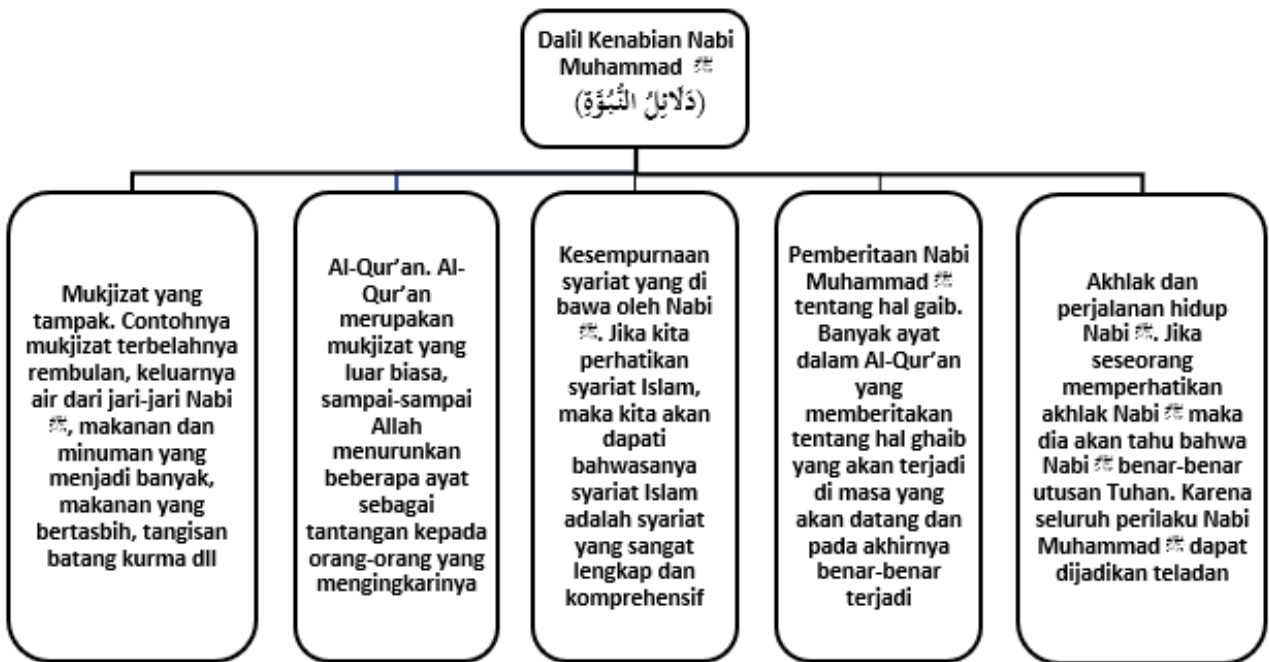 Dalil Kenabian Nabi
Muhammad ﷺ
(دَلَائِلُ النُّبُوَّةِ)
Mukjizat yang
tampak. Contohnya
mukjizat terbelahnya
rembulan, keluarnya
air dari jari-jari Nabi
ﷺ, makanan dan
minuman yang
menjadi banyak,
makanan yang
bertasbih, tangisan
batang kurma dll
Al-Qur’an. Al-
Qur’an
merupakan
mukjizat yang
luar biasa,
sampai-sampai
Allah
menurunkan
beberapa ayat
sebagai
tantangan kepada
orang-orang yang
mengingkarinya
Kesempurnaan
syariat yang di
bawa oleh Nabi
ﷺ. Jika kita
perhatikan
syariat Islam,
maka kita akan
dapati
bahwasanya
syariat Islam
adalah syariat
yang sangat
lengkap dan
komprehensif
Pemberitaan Nabi
Muhammad ﷺ
tentang hal gaib.
Banyak ayat
dalam Al-Qur’an
yang
memberitakan
tentang hal ghaib
yang akan terjadi
di masa yang
akan datang dan
pada akhirnya
benar-benar
terjadi
Akhlak dan
perjalanan hidup
Nabi ﷺ. Jika
seseorang
memperhatikan
akhlak Nabi ﷺ maka
dia akan tahu bahwa
Nabi ﷺ benar-benar
utusan Tuhan. Karena
seluruh perilaku Nabi
Muhammad ﷺ dapat
dijadikan teladan